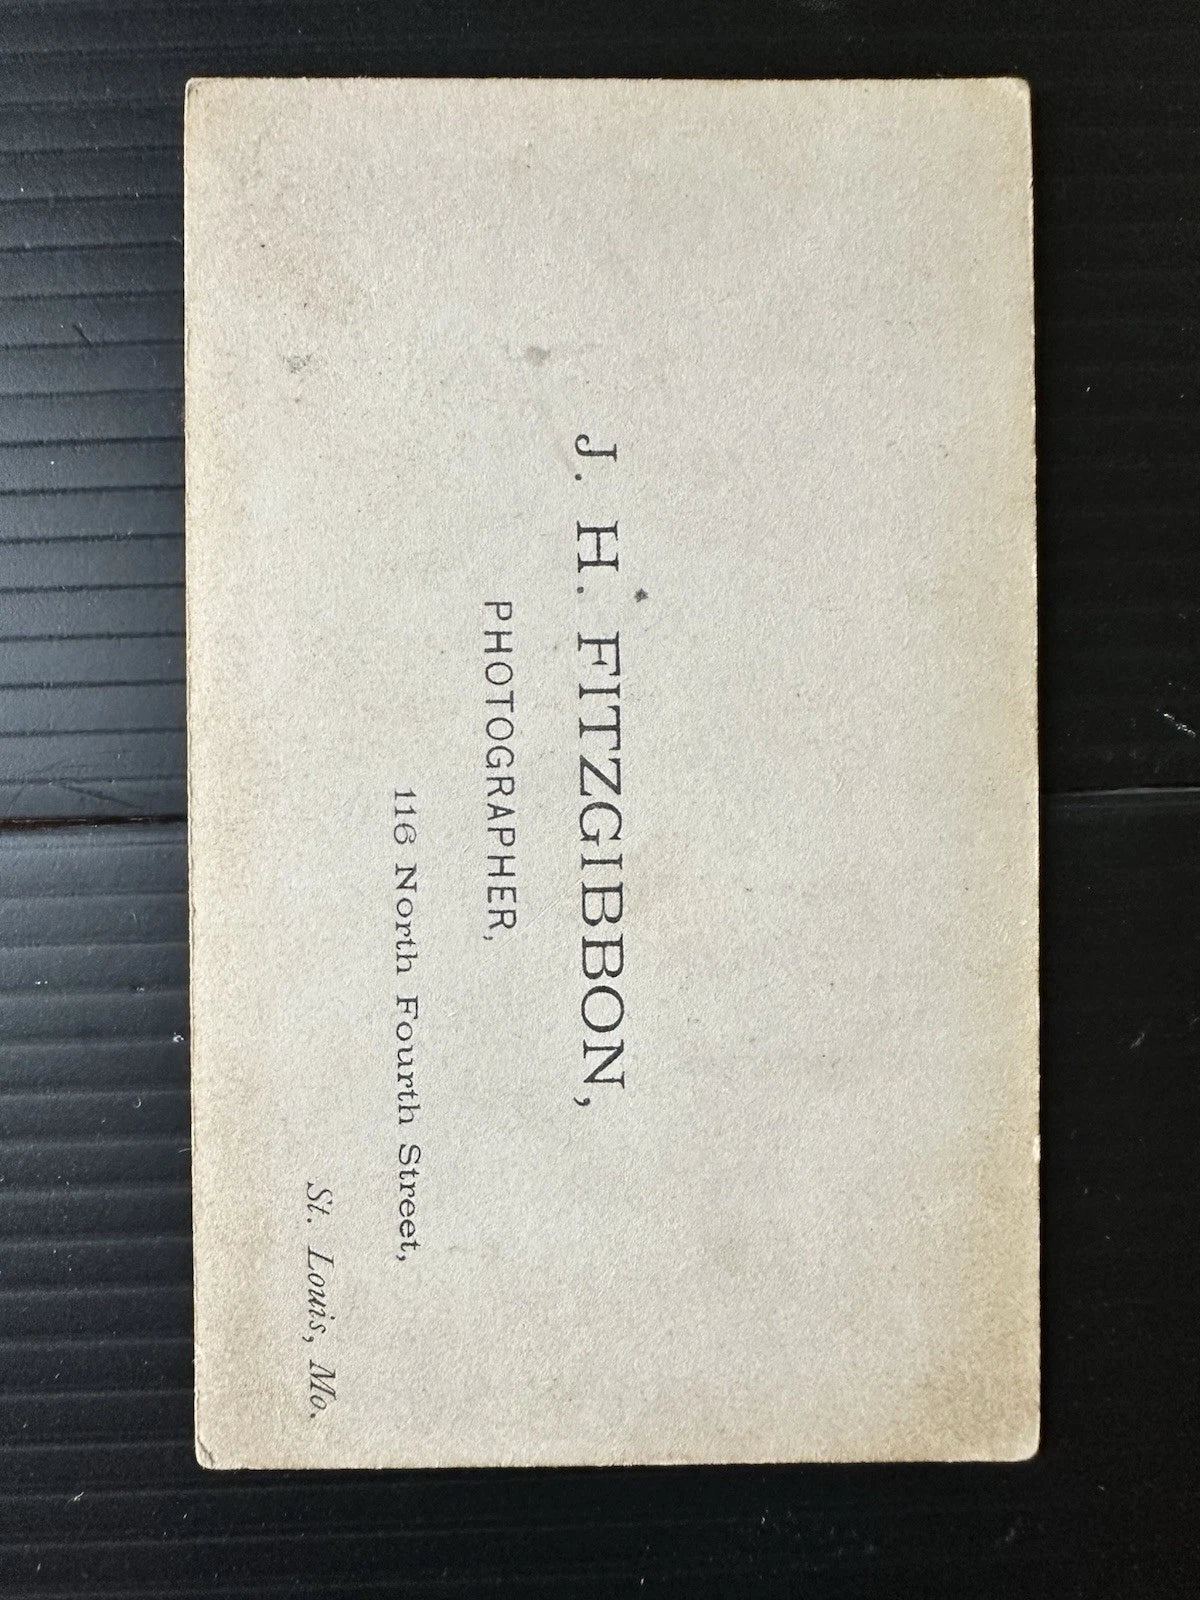 J. H. FITZGIBBON,
PHOTOGRAPHER,
116 North Fourth Street,
St. Louis, Mo.